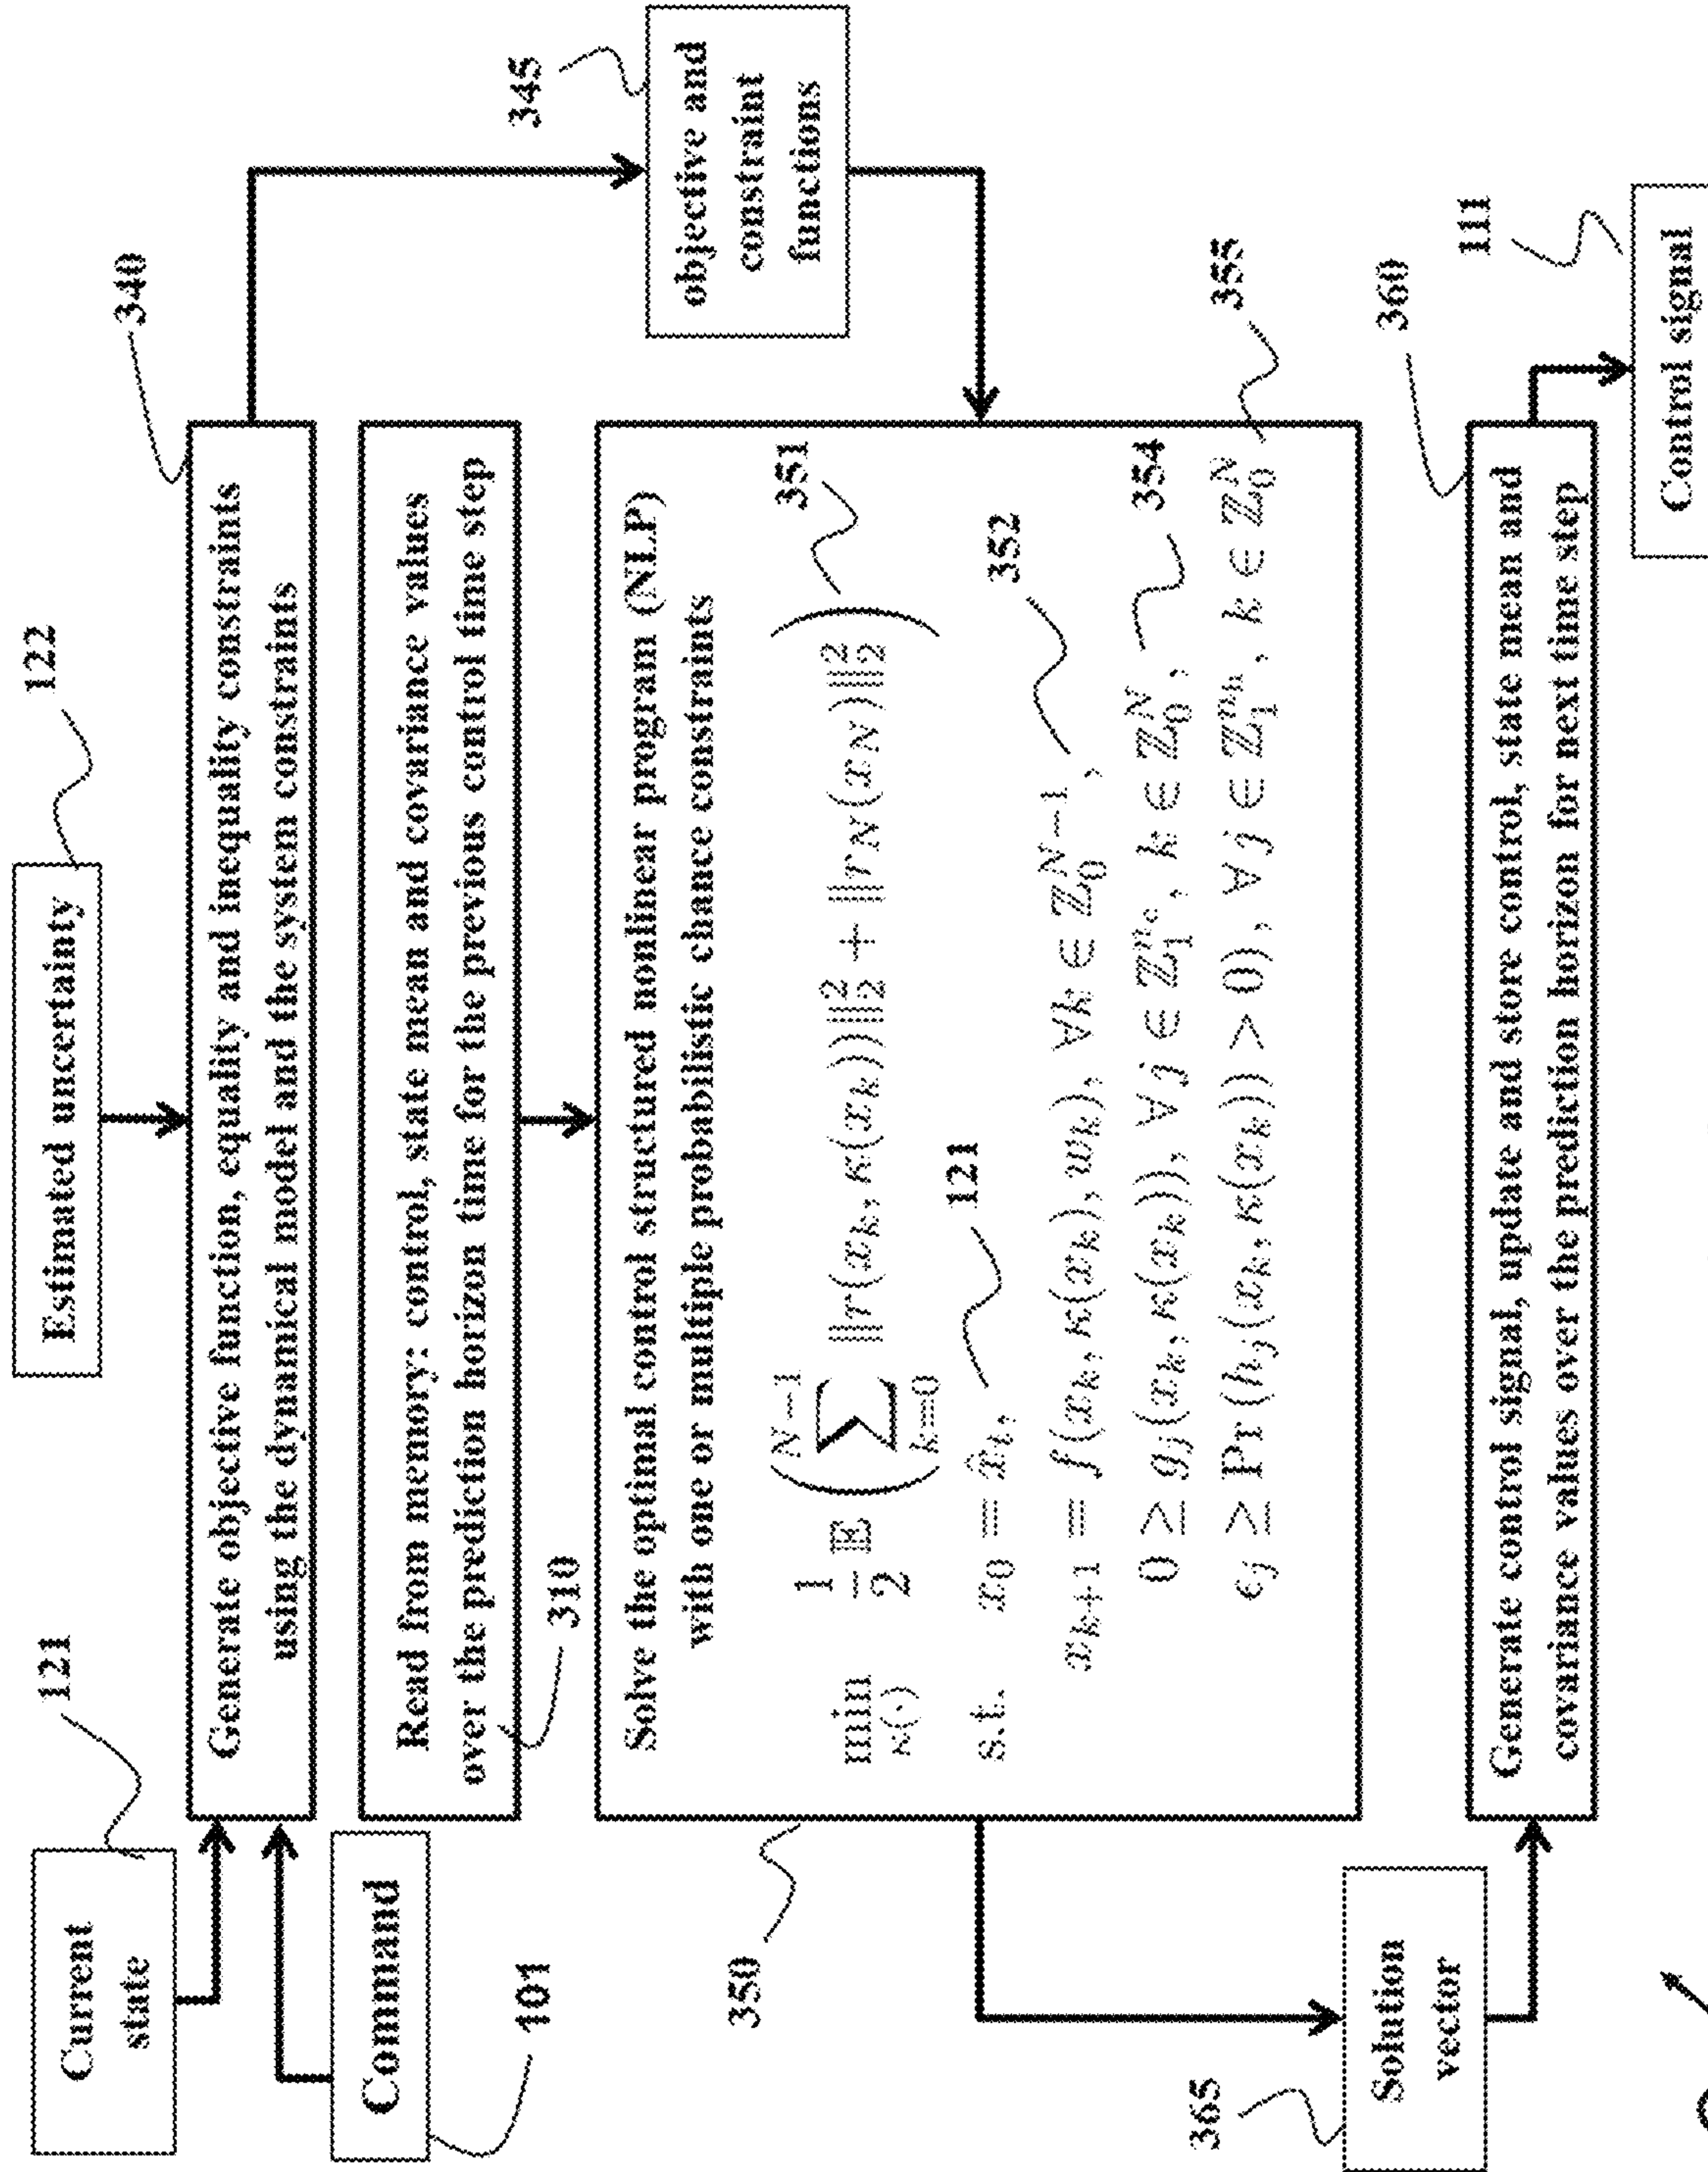 Estimated uncertainty
122
Current
state
121
Command
101
340
Generate objective function, equality and inequality constraints
using the dynamical model and the system constraints
345
objective and
constraint
functions
Read from memory: control, state mean and covariance values
over the prediction horizon time for the previous control time step
310
350
Solve the optimal control structured nonlinear program (NLP)
with one or multiple probabilistic chance constraints
351
min_{κ(·)} \frac{1}{2} 𝔼 ( ∑_{k=0}^{N−1} ‖r(x_k, κ(x_k))‖_2^2 + ‖r_N(x_N)‖_2^2 )
121
s.t. x_0 = x̂_t,
352
x_{k+1} = f(x_k, κ(x_k), w_k), ∀k ∈ ℤ_0^{N−1},
354
0 ≥ g_j(x_k, κ(x_k)), ∀j ∈ ℤ_1^{n_c}, k ∈ ℤ_0^N,
355
ϵ_j ≥ Pr (h_j(x_k, κ(x_k)) > 0), ∀j ∈ ℤ_1^{n_h}, k ∈ ℤ_0^N
365
Solution
vector
360
Generate control signal, update and store control, state mean and
covariance values over the prediction horizon for next time step
111
Control signal